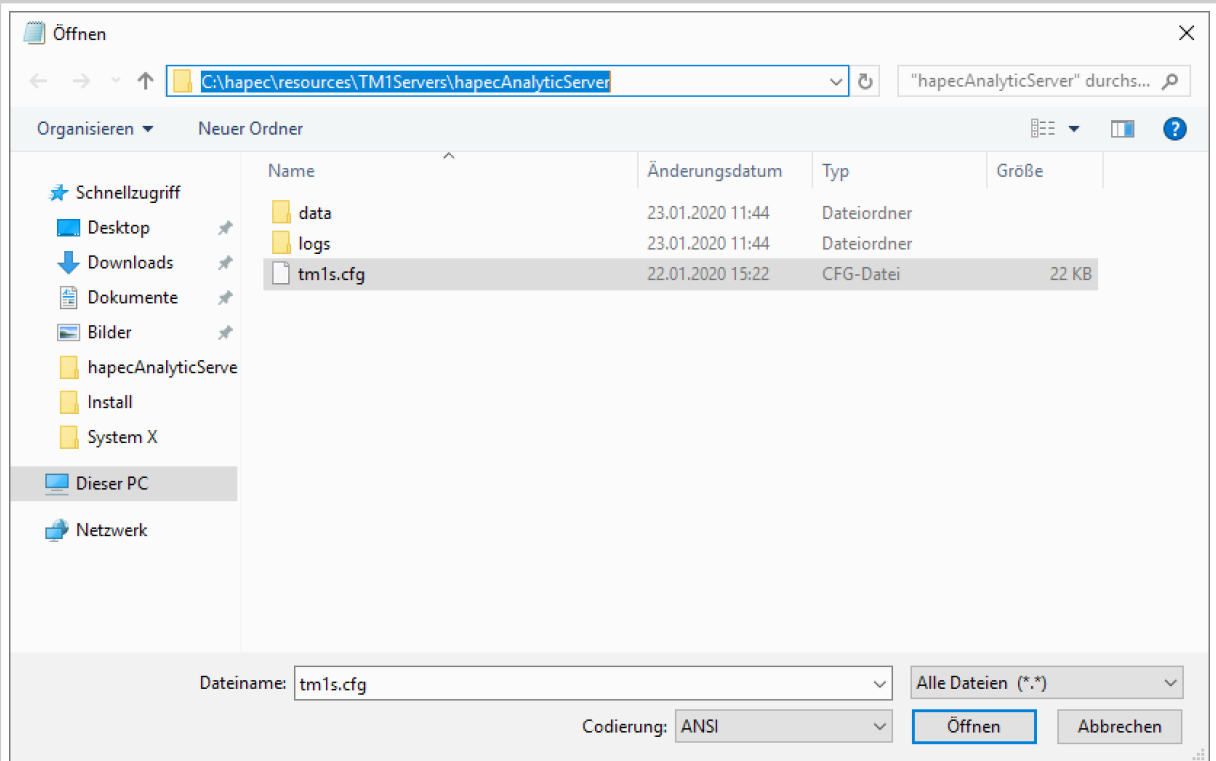 Öffnen
C:\hapec\resources\TM1Servers\hapecAnalyticServer
"hapecAnalyticServer" durchs...
Organisieren
Neuer Ordner
Name Änderungsdatum Typ Größe
Schnellzugriff
Desktop
Downloads
Dokumente
Bilder
hapecAnalyticServe
Install
System X
Dieser PC
Netzwerk
data 23.01.2020 11:44 Dateiordner
logs 23.01.2020 11:44 Dateiordner
tm1s.cfg 22.01.2020 15:22 CFG-Datei 22 KB
Dateiname: tm1s.cfg Alle Dateien (*.*)
Codierung: ANSI Öffnen Abbrechen